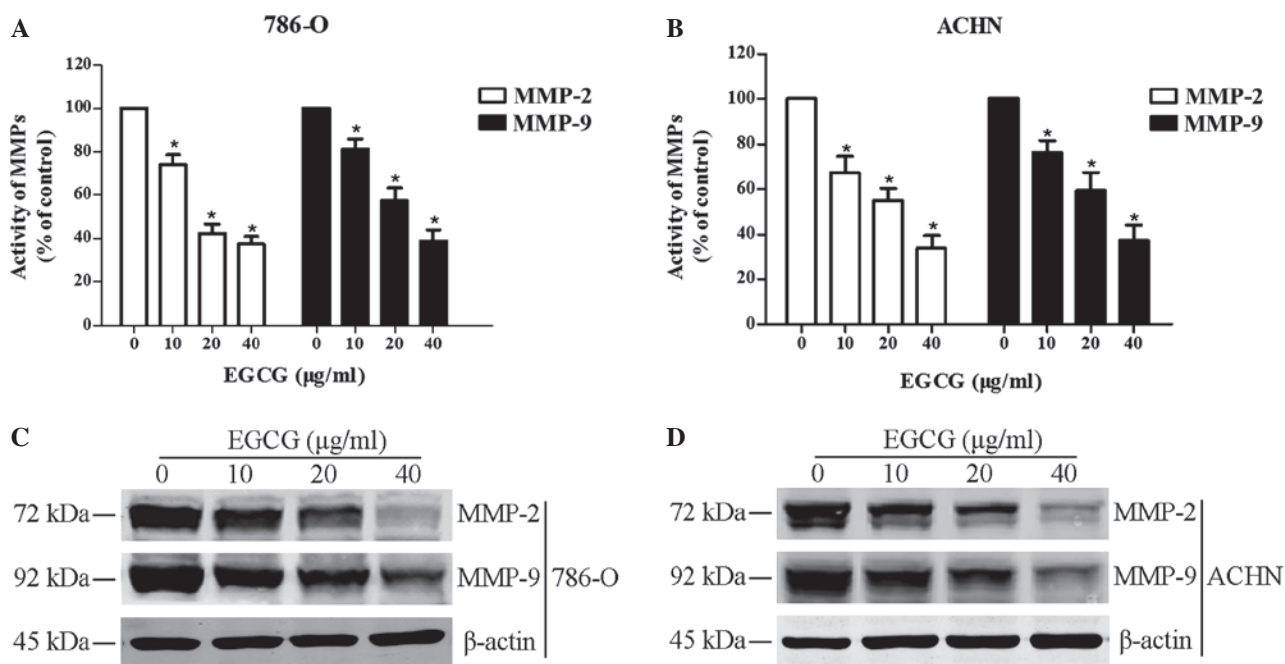 A
786-O
120
100
80
60
40
20
0
Activity of MMPs
(% of control)
* * * * * *
0 10 20 40 0 10 20 40
EGCG (µg/ml)
MMP-2
MMP-9
B
ACHN
120
100
80
60
40
20
0
Activity of MMPs
(% of control)
* * * * * *
0 10 20 40 0 10 20 40
EGCG (µg/ml)
MMP-2
MMP-9
C
EGCG (µg/ml)
0 10 20 40
72 kDa MMP-2
92 kDa MMP-9
45 kDa β-actin
786-O
D
EGCG (µg/ml)
0 10 20 40
72 kDa MMP-2
92 kDa MMP-9
45 kDa β-actin
ACHN